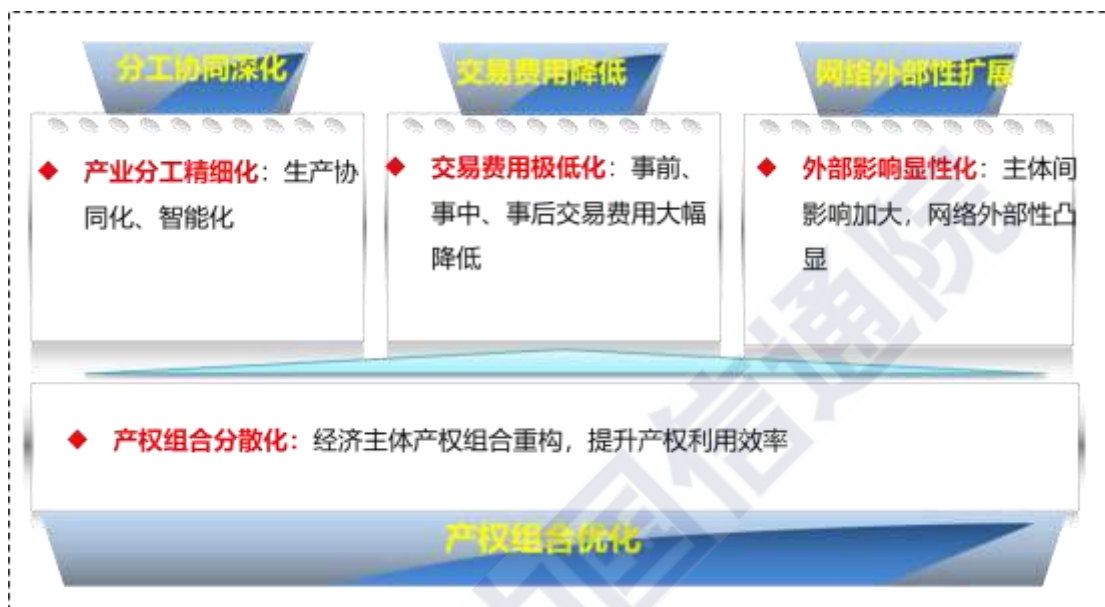 分工协同深化
交易费用降低
网络外部性扩展
◆ 产业分工精细化：生产协
同化、智能化
◆ 交易费用极低化：事前、
事中、事后交易费用大幅
降低
◆ 外部影响显性化：主体间
影响加大，网络外部性凸
显
◆ 产权组合分散化：经济主体产权组合重构，提升产权利用效率
产权组合优化
中国信通院